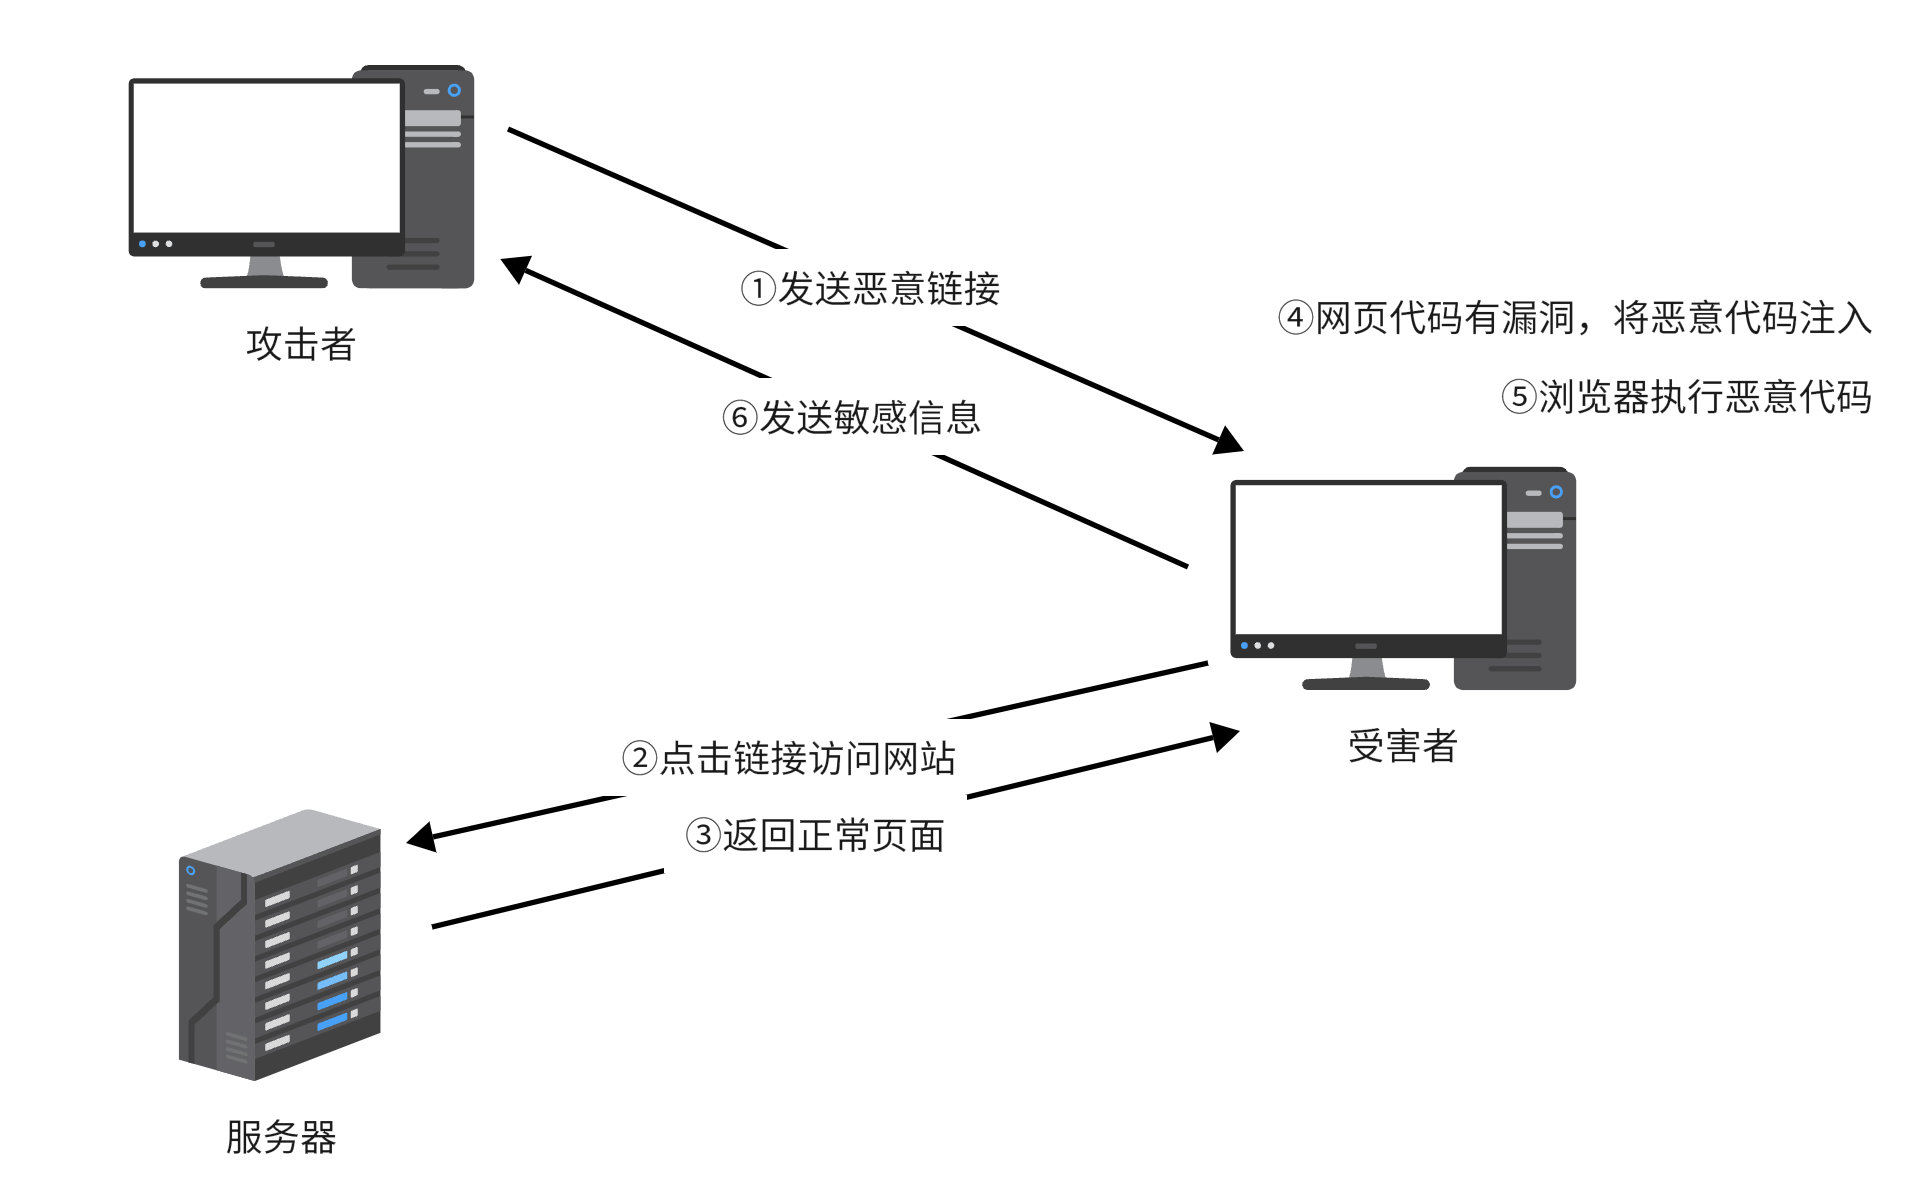 ①发送恶意链接
④网页代码有漏洞，将恶意代码注入
攻击者
⑤浏览器执行恶意代码
⑥发送敏感信息
受害者
②点击链接访问网站
③返回正常页面
服务器